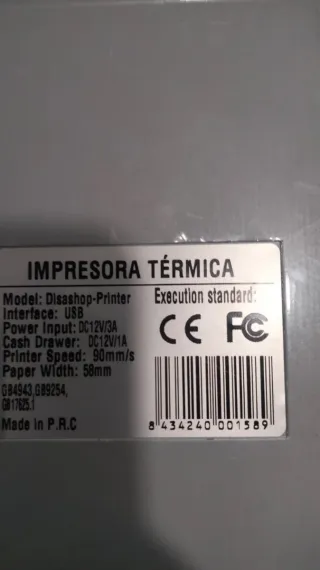 IMPRESORA TÉRMICA
Model: Disashop-Printer
Interface: USB
Power Input: DC12V/3A
Cash Drawer: DC12V/1A
Printer Speed: 90mm/s
Paper Width: 58mm
GB4943,GB9254,
GB17625.1
Made in P.R.C
Execution standard:
CE FC
8 434240 001589